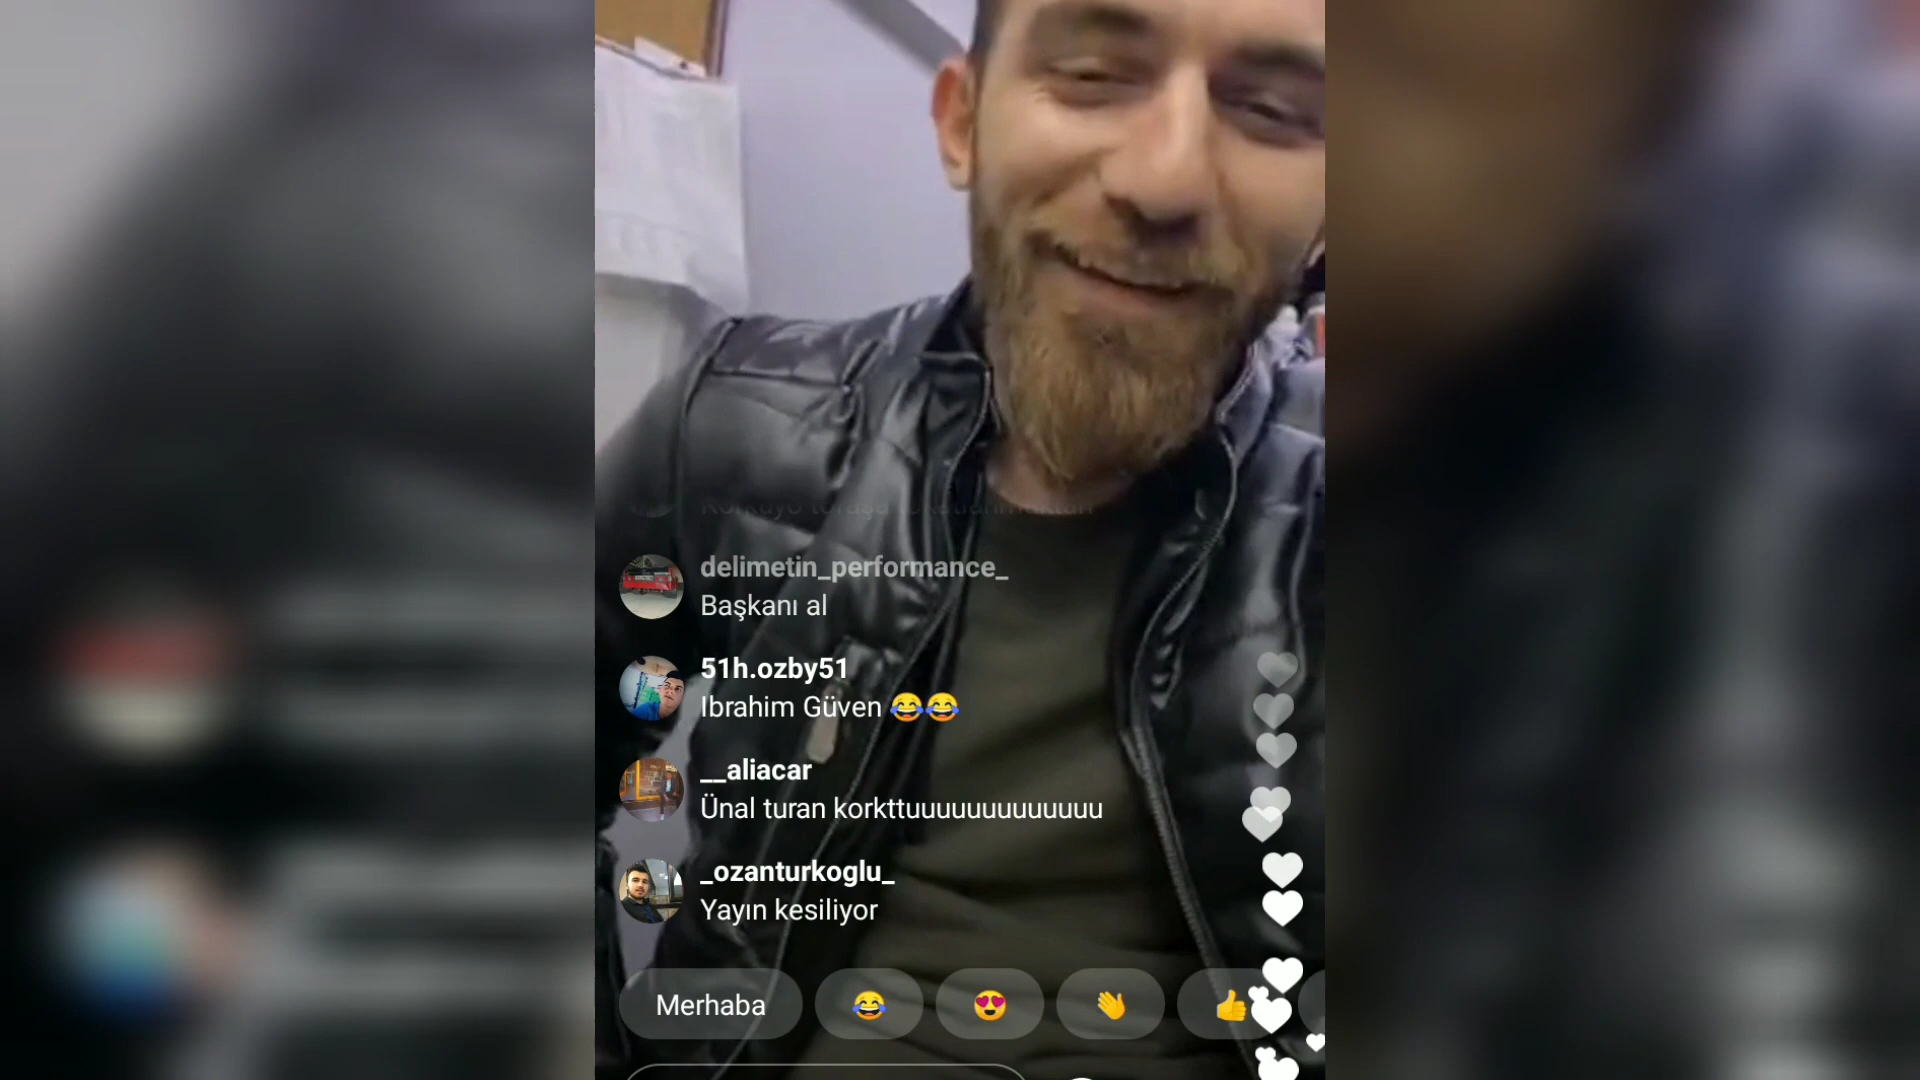 delimetin_performance_
Başkanı al
51h.ozby51
Ibrahim Güven 😂😂
__aliacar
Ünal turan korkttuuuuuuuuuuuuu
_ozanturkoglu_
Yayın kesiliyor
Merhaba